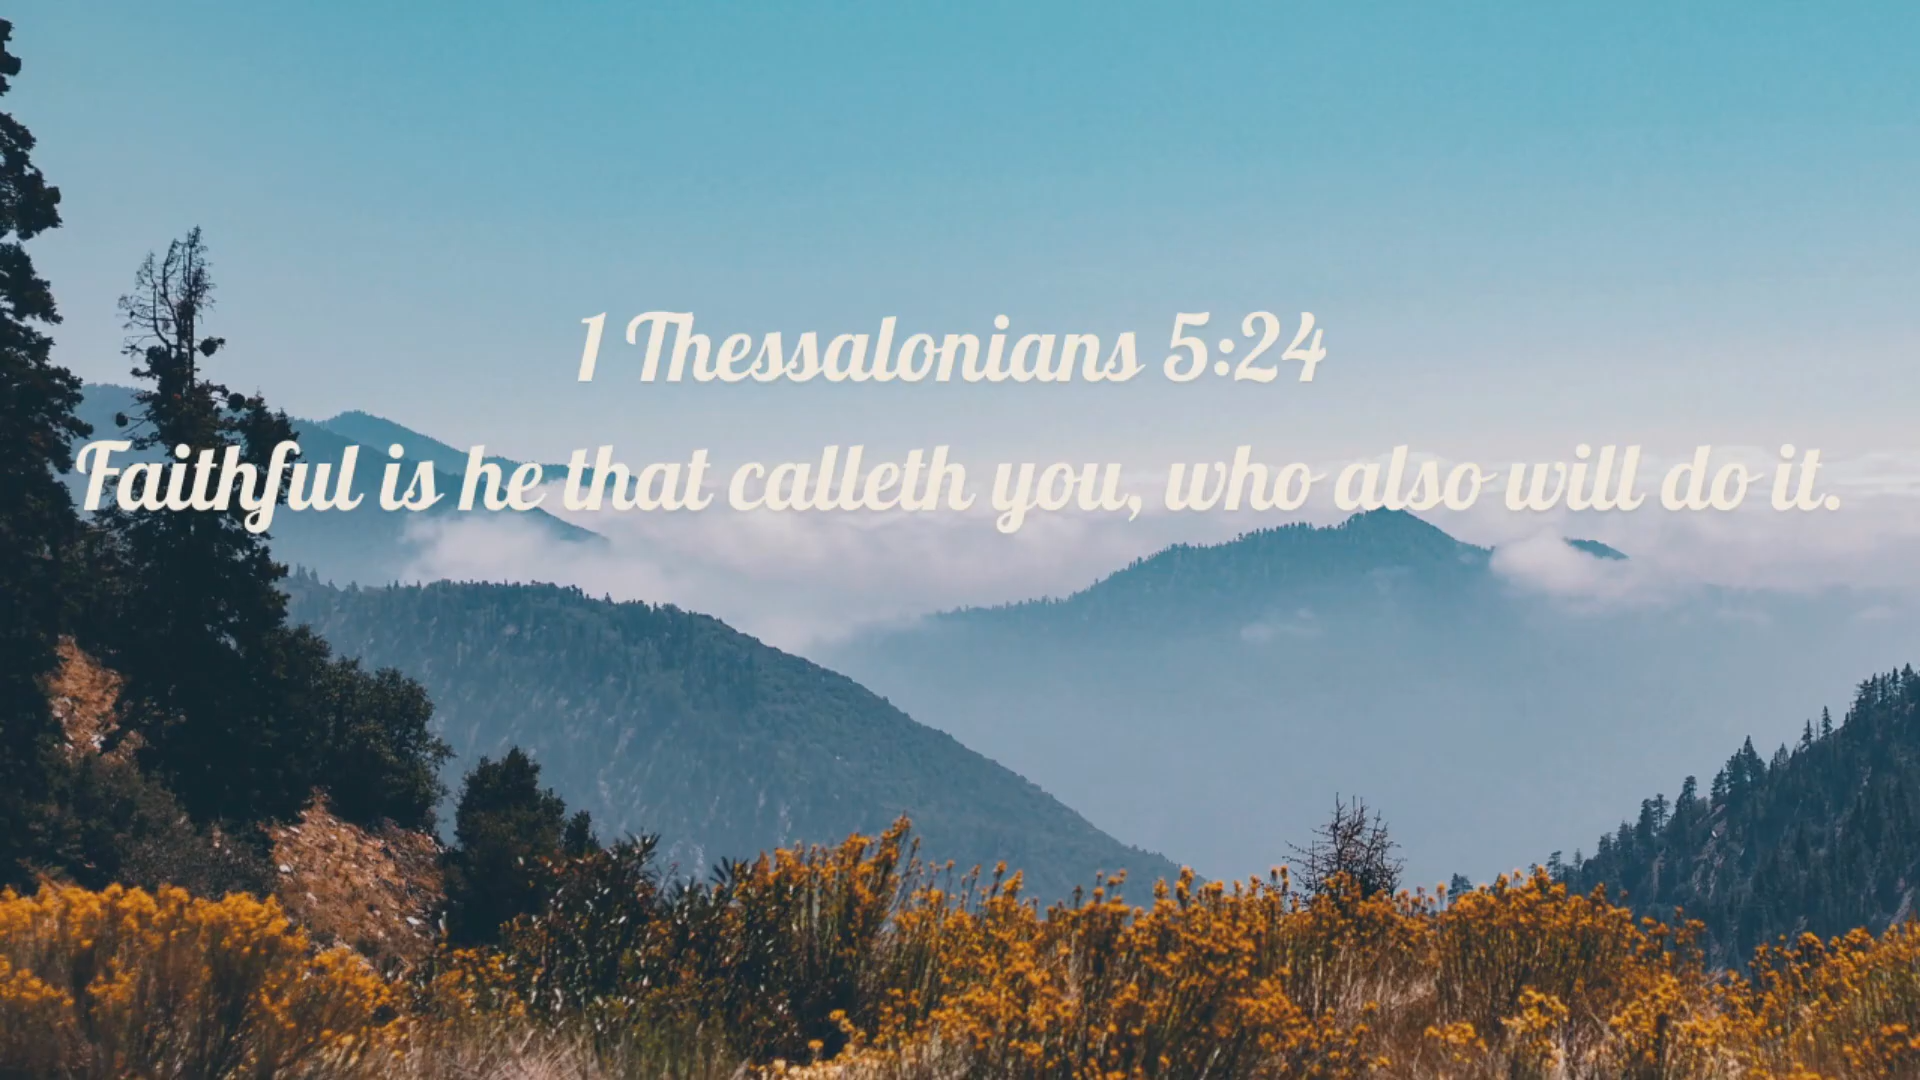 1 Thessalonians 5:24
Faithful is he that calleth you, who also will do it.